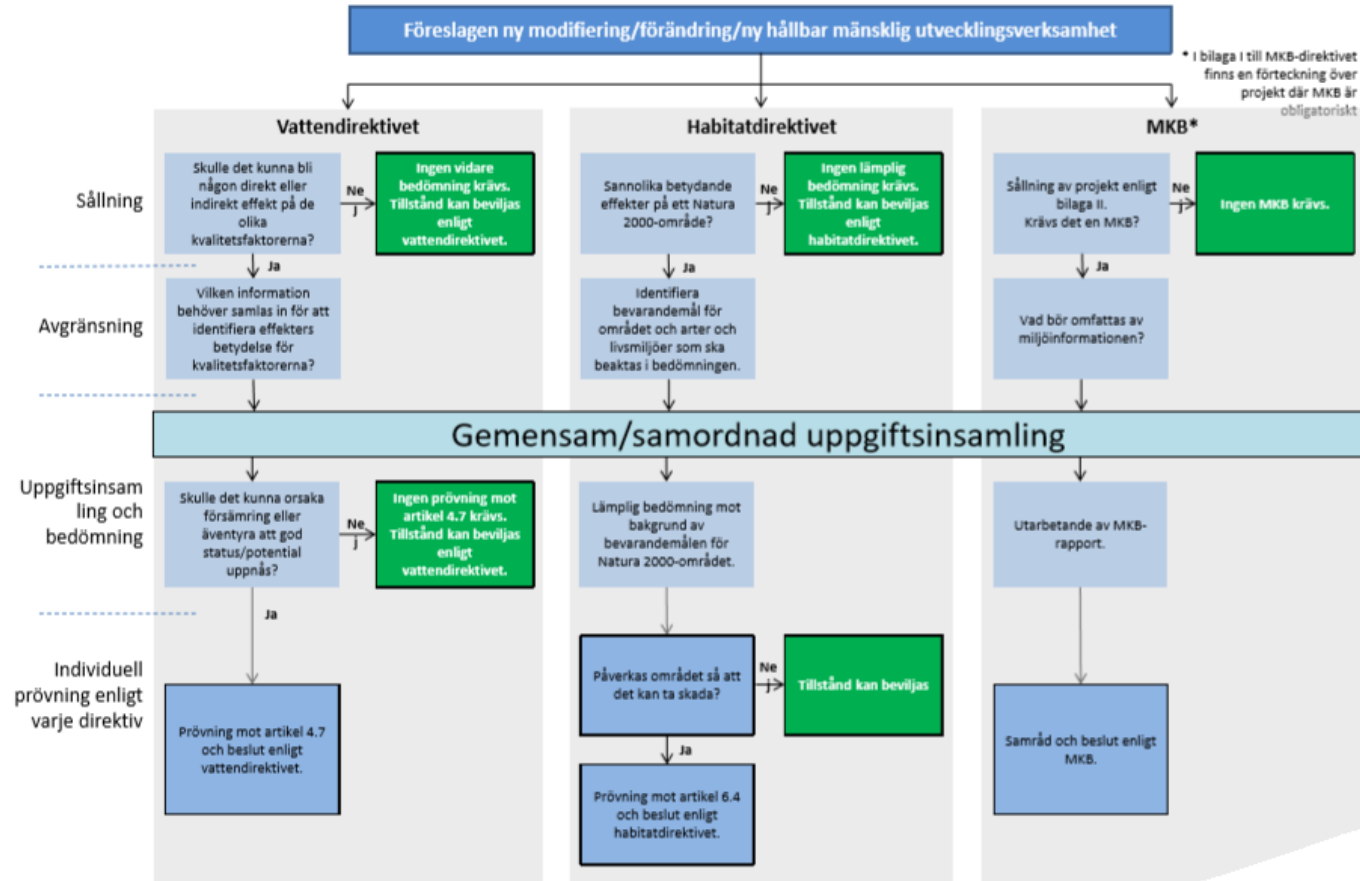 Föreslagen ny modifiering/förändring/ny hållbar mänsklig utvecklingsverksamhet
* I bilaga I till MKB-direktivet
finns en förteckning över
projekt där MKB är
obligatoriskt
Vattendirektivet
Habitatdirektivet
MKB*
Sållning
Skulle det kunna bli
någon direkt eller
indirekt effekt på de
olika
kvalitetsfaktorerna?
Ne
j
Ingen vidare
bedömning krävs.
Tillstånd kan beviljas
enligt
vattendirektivet.
Sannolika betydande
effekter på ett Natura
2000-område?
Ne
j
Ingen lämplig
bedömning krävs.
Tillstånd kan beviljas
enligt
habitatdirektivet.
Sållning av projekt enligt
bilaga II.
Krävs det en MKB?
Ne
j
Ingen MKB krävs.
Ja
Ja
Ja
Avgränsning
Vilken information
behöver samlas in för att
identifiera effekters
betydelse för
kvalitetsfaktorerna?
Identifiera
bevarandemål för
området och arter och
livsmiljöer som ska
beaktas i bedömningen.
Vad bör omfattas av
miljöinformationen?
Gemensam/samordnad uppgiftsinsamling
Uppgiftsinsam
ling och
bedömning
Skulle det kunna orsaka
försämring eller
äventyra att god
status/potential
uppnås?
Ne
j
Ingen prövning mot
artikel 4.7 krävs.
Tillstånd kan beviljas
enligt
vattendirektivet.
Lämplig bedömning mot
bakgrund av
bevarandemålen för
Natura 2000-området.
Utarbetande av MKB-
rapport.
Ja
Individuell
prövning enligt
varje direktiv
Prövning mot artikel 4.7
och beslut enligt
vattendirektivet.
Påverkas området så att
det kan ta skada?
Ne
j
Tillstånd kan beviljas
Ja
Prövning mot artikel 6.4
och beslut enligt
habitatdirektivet.
Samråd och beslut enligt
MKB.